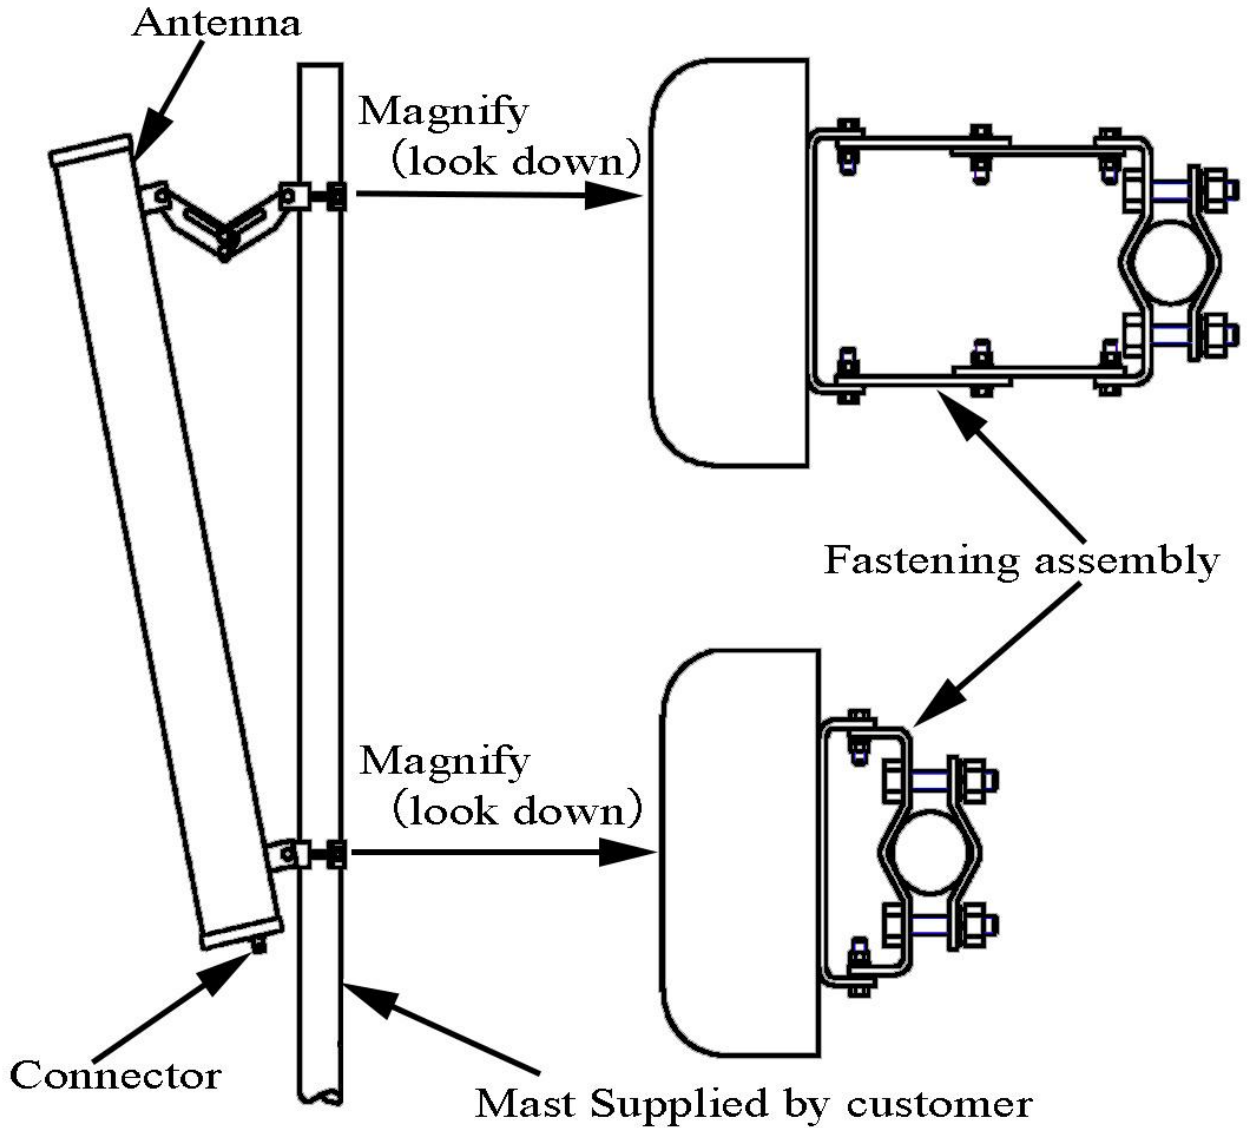 Antenna
Magnify
(look down)
Fastening assembly
Magnify
(look down)
Connector
Mast Supplied by customer